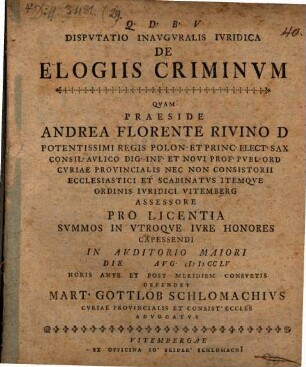 40.
Q· D· B· V
DISPVTATIO INAVGVRALIS IVRIDICA
DE
ELOGIIS CRIMINVM
QVAM
PRAESIDE
ANDREA FLORENTE RIVINO D
POTENTISSIMI REGIS POLON· ET PRINC ELECT· SAX
CONSIL· AVLICO DIG· INF· ET NOVI PROF· PVBL· ORD
CVRIAE PROVINCIALIS NEC NON CONSISTORII
ECCLESIASTICI ET SCABINATVS ITEMQVE
ORDINIS IVRIDICI VITEMBERG
ASSESSORE
PRO LICENTIA
SVMMOS IN VTROQVE IVRE HONORES
CAPESSENDI
IN AVDITORIO MAIORI
DIE AVG·
HORIS ANTE ET POST MERIDIEM CONSVETIS
DEFENDET
MART· GOTTLOB SCHLOMACHIVS
CVRIAE PROVINCIALIS ET CONSIST· ECCLES
ADVOCATVS
VITEMBERGAE
EX OFFICINA SCHLOMACHI